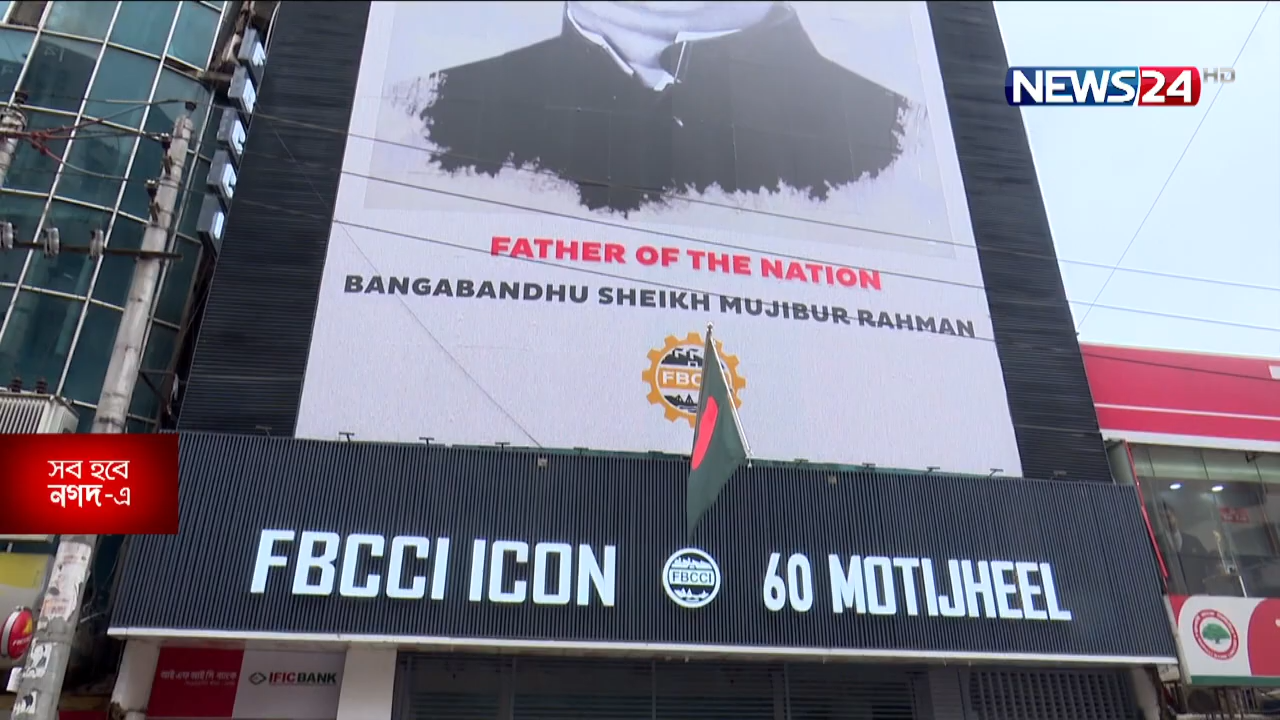 NEWS24 HD
FATHER OF THE NATION
BANGABANDHU SHEIKH MUJIBUR RAHMAN
সব হবে
নগদ-এ
FBCCI ICON FBCCI 60 MOTIJHEEL
IFIC BANK